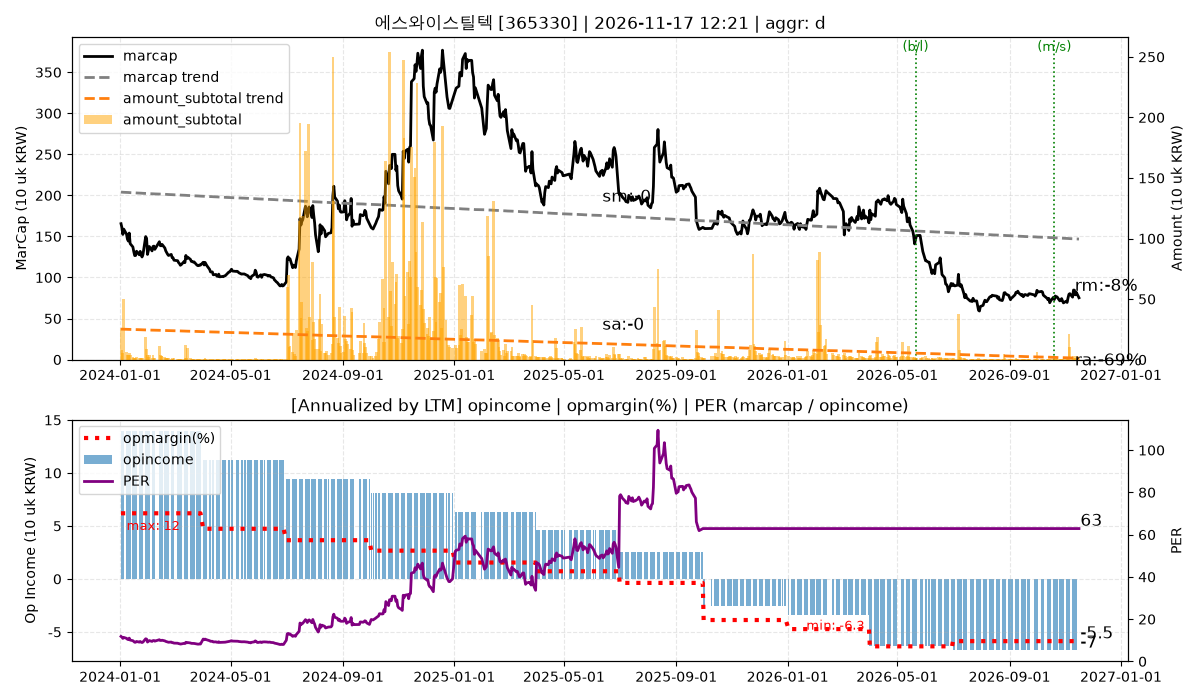 에스와이스틸텍 [365330] | 2026-11-17 12:21 | aggr: d
marcap
marcap trend
amount_subtotal trend
amount_subtotal
(b/l)
(m/s)
MarCap (10 uk KRW)
350
300
250
200
150
100
50
0
Amount (10 uk KRW)
250
200
150
100
50
0
sm:-0
sa:-0
rm:-8%
ra:-69%
2024-01-01
2024-05-01
2024-09-01
2025-01-01
2025-05-01
2025-09-01
2026-01-01
2026-05-01
2026-09-01
2027-01-01
[Annualized by LTM] opincome | opmargin(%) | PER (marcap / opincome)
opmargin(%)
opincome
PER
Op Income (10 uk KRW)
15
10
5
0
-5
PER
100
80
60
40
20
0
max: 12
min: -6.3
63
-5.5
-7
2024-01-01
2024-05-01
2024-09-01
2025-01-01
2025-05-01
2025-09-01
2026-01-01
2026-05-01
2026-09-01
2027-01-01